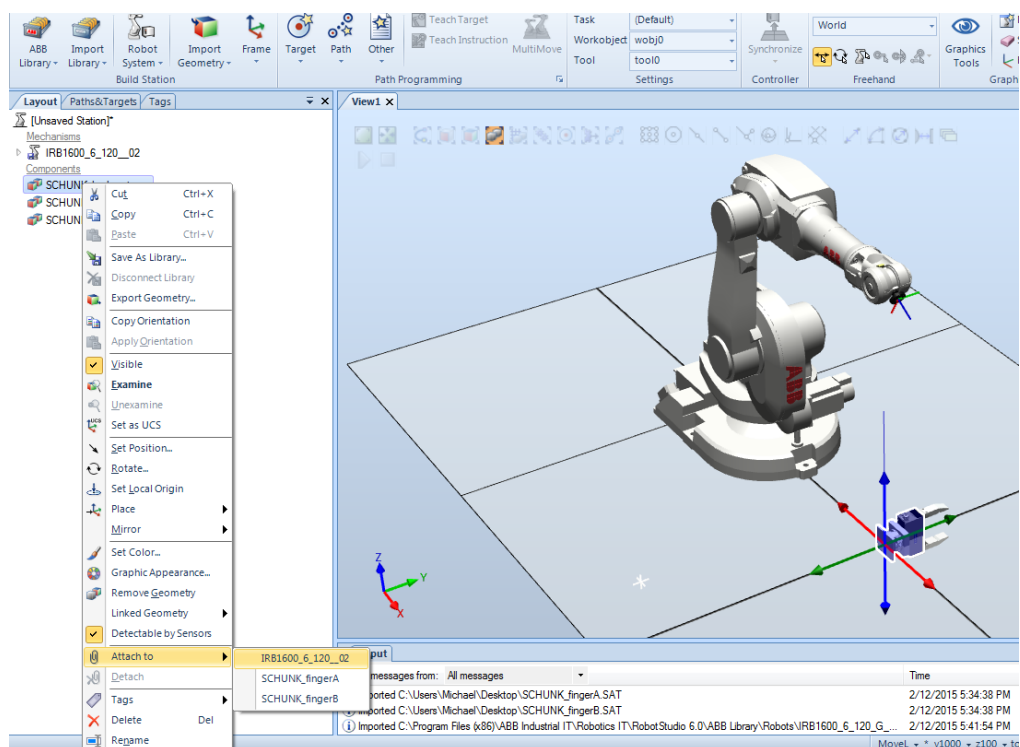 ABB
Library
Import
Library
Robot
System
Import
Geometry
Frame
Build Station
Target
Path
Other
Teach Target
Teach Instruction
MultiMove
Path Programming
Task (Default)
Workobject wobj0
Tool tool0
Settings
Synchronize
Controller
World
Freehand
Graphics
Tools
Graph
Layout Paths&Targets Tags
[Unsaved Station]*
Mechanisms
IRB1600_6_120__02
Components
SCHUNK
SCHUN
SCHUN
Cut Ctrl+X
Copy Ctrl+C
Paste Ctrl+V
Save As Library...
Disconnect Library
Export Geometry...
Copy Orientation
Apply Orientation
Visible
Examine
Unexamine
UCS Set as UCS
Set Position...
Rotate...
Set Local Origin
Place
Mirror
Set Color...
Graphic Appearance...
Remove Geometry
Linked Geometry
Detectable by Sensors
Attach to
Detach
Tags
Delete Del
Rename
IRB1600_6_120__02
SCHUNK_fingerA
SCHUNK_fingerB
View1
ABB
ABB
Z
Y
X
put
messages from: All messages Time
ported C:\Users\Michael\Desktop\SCHUNK_fingerA.SAT 2/12/2015 5:34:38 PM
Imported C:\Users\Michael\Desktop\SCHUNK_fingerB.SAT 2/12/2015 5:34:38 PM
Imported C:\Program Files (x86)\ABB Industrial IT\Robotics IT\RobotStudio 6.0\ABB Library\Robots\IRB1600_6_120_G_... 2/12/2015 5:41:54 PM
MoveL * v1000 z100 to